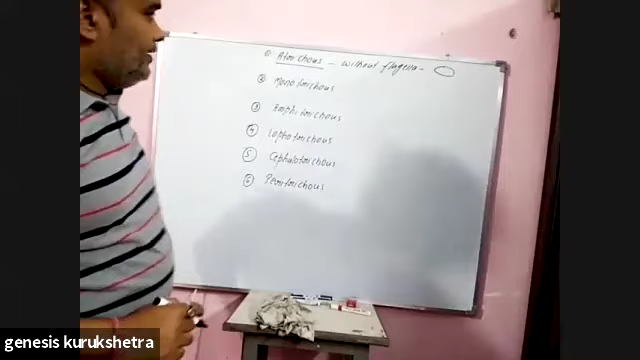 ① Atrichous - without flagella-
② Monotrichous
③ Amphitrichous
④ Lophotrichous
⑤ Cephalotrichous
⑥ Peritrichous
genesis kurukshetra